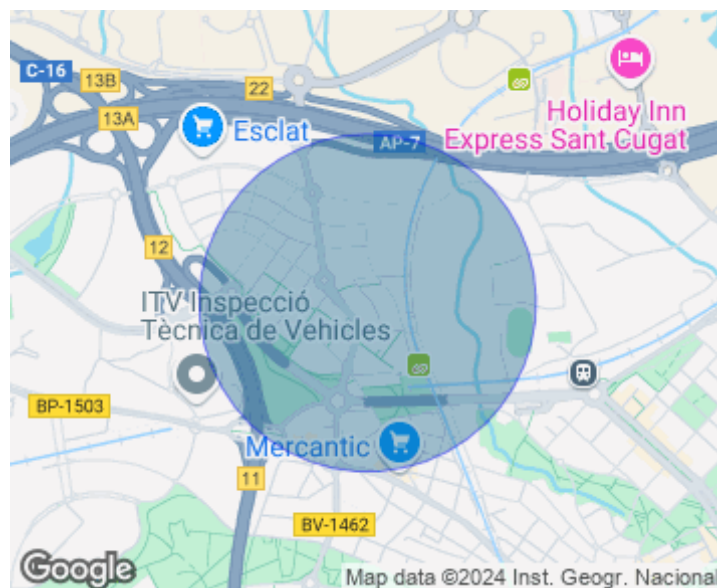 C-16
13B
22
13A
Esclat
AP-7
Holiday Inn
Express Sant Cugat
12
ITV Inspecció
Tècnica de Vehicles
BP-1503
Mercantic
11
BV-1462
Google
Map data ©2024 Inst. Geogr. Nacional